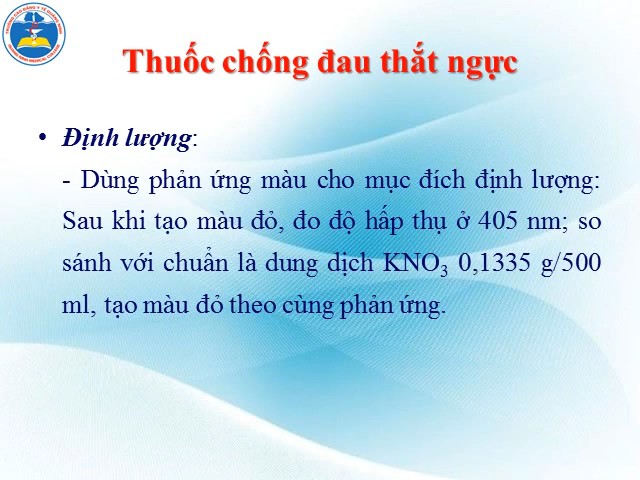 Thuốc chống đau thắt ngực
• Định lượng:
- Dùng phản ứng màu cho mục đích định lượng:
Sau khi tạo màu đỏ, đo độ hấp thụ ở 405 nm; so
sánh với chuẩn là dung dịch KNO₃ 0,1335 g/500
ml, tạo màu đỏ theo cùng phản ứng.